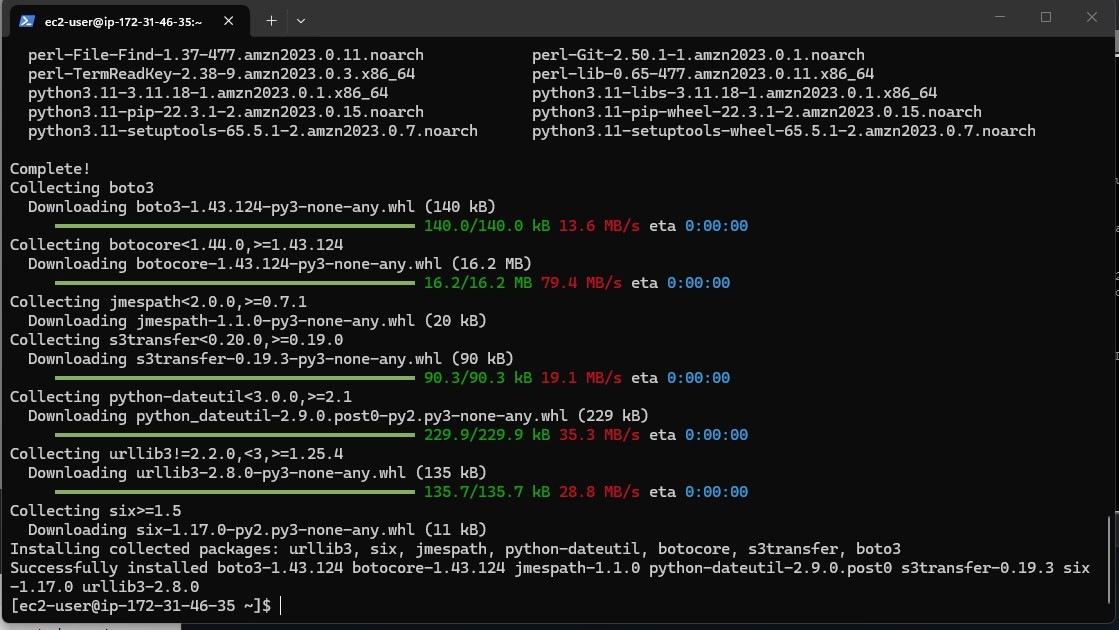 ec2-user@ip-172-31-46-35:~
perl-File-Find-1.37-477.amzn2023.0.11.noarch perl-Git-2.50.1-1.amzn2023.0.1.noarch
perl-TermReadKey-2.38-9.amzn2023.0.3.x86_64 perl-lib-0.65-477.amzn2023.0.11.x86_64
python3.11-3.11.18-1.amzn2023.0.1.x86_64 python3.11-libs-3.11.18-1.amzn2023.0.1.x86_64
python3.11-pip-22.3.1-2.amzn2023.0.15.noarch python3.11-pip-wheel-22.3.1-2.amzn2023.0.15.noarch
python3.11-setuptools-65.5.1-2.amzn2023.0.7.noarch python3.11-setuptools-wheel-65.5.1-2.amzn2023.0.7.noarch
Complete!
Collecting boto3
Downloading boto3-1.43.124-py3-none-any.whl (140 kB)
140.0/140.0 kB 13.6 MB/s eta 0:00:00
Collecting botocore<1.44.0,>=1.43.124
Downloading botocore-1.43.124-py3-none-any.whl (16.2 MB)
16.2/16.2 MB 79.4 MB/s eta 0:00:00
Collecting jmespath<2.0.0,>=0.7.1
Downloading jmespath-1.1.0-py3-none-any.whl (20 kB)
Collecting s3transfer<0.20.0,>=0.19.0
Downloading s3transfer-0.19.3-py3-none-any.whl (90 kB)
90.3/90.3 kB 19.1 MB/s eta 0:00:00
Collecting python-dateutil<3.0.0,>=2.1
Downloading python_dateutil-2.9.0.post0-py2.py3-none-any.whl (229 kB)
229.9/229.9 kB 35.3 MB/s eta 0:00:00
Collecting urllib3!=2.2.0,<3,>=1.25.4
Downloading urllib3-2.8.0-py3-none-any.whl (135 kB)
135.7/135.7 kB 28.8 MB/s eta 0:00:00
Collecting six>=1.5
Downloading six-1.17.0-py2.py3-none-any.whl (11 kB)
Installing collected packages: urllib3, six, jmespath, python-dateutil, botocore, s3transfer, boto3
Successfully installed boto3-1.43.124 botocore-1.43.124 jmespath-1.1.0 python-dateutil-2.9.0.post0 s3transfer-0.19.3 six
-1.17.0 urllib3-2.8.0
[ec2-user@ip-172-31-46-35 ~]$